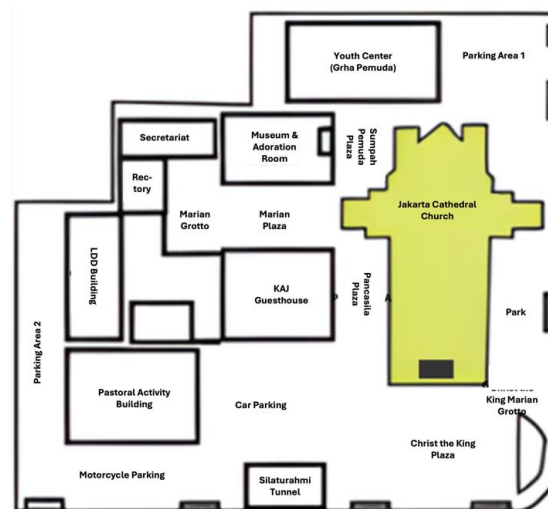 Youth Center
(Grha Pemuda)
Parking Area 1
Secretariat
Museum &
Adoration
Room
Sumpah
Pemuda
Plaza
Rec-
tory
Marian
Grotto
Marian
Plaza
Jakarta Cathedral
Church
LDD Building
KAJ
Guesthouse
P
Pancasila
Plaza
A
Park
Parking Area 2
Pastoral Activity
Building
Car Parking
Christ the
King Marian
Grotto
Christ the King
Plaza
Motorcycle Parking
Silaturahmi
Tunnel